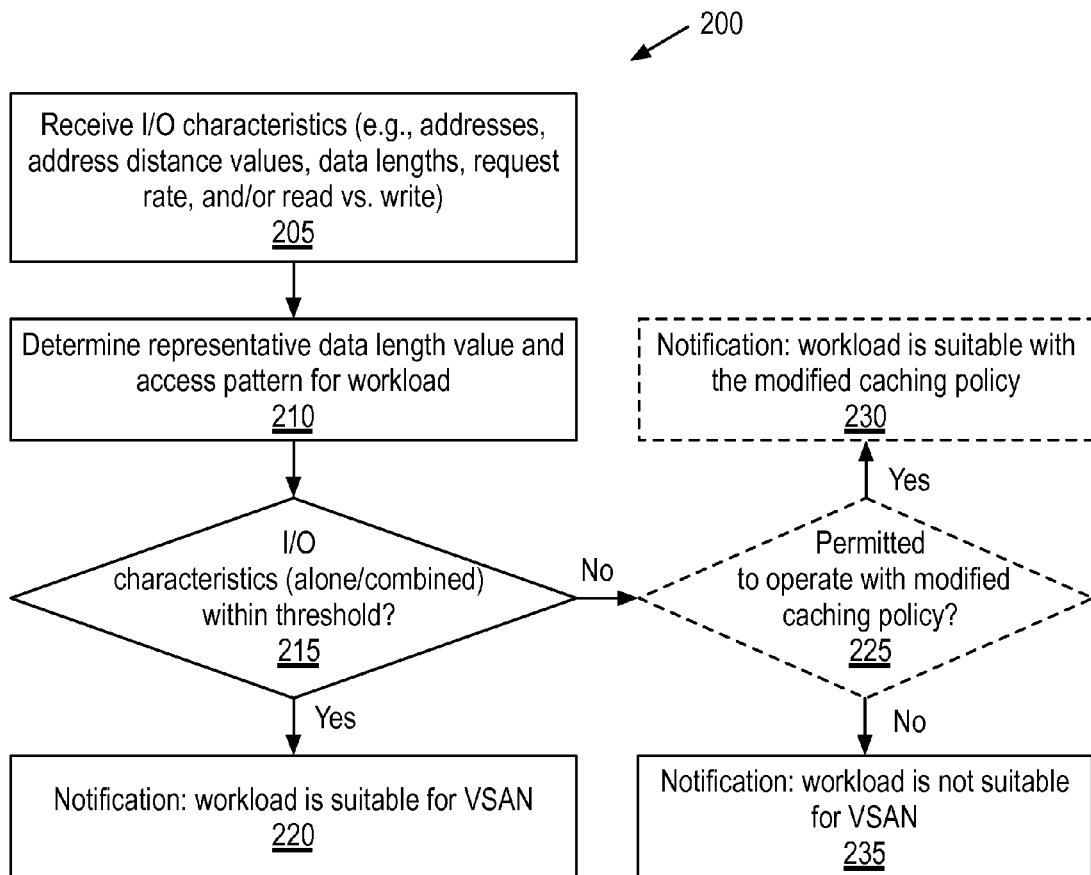 200
Receive I/O characteristics (e.g., addresses,
address distance values, data lengths, request
rate, and/or read vs. write)
205
Determine representative data length value and
access pattern for workload
210
I/O
characteristics (alone/combined)
within threshold?
215
Yes
Notification: workload is suitable for VSAN
220
No
Permitted
to operate with modified
caching policy?
225
Yes
Notification: workload is suitable with
the modified caching policy
230
No
Notification: workload is not suitable
for VSAN
235